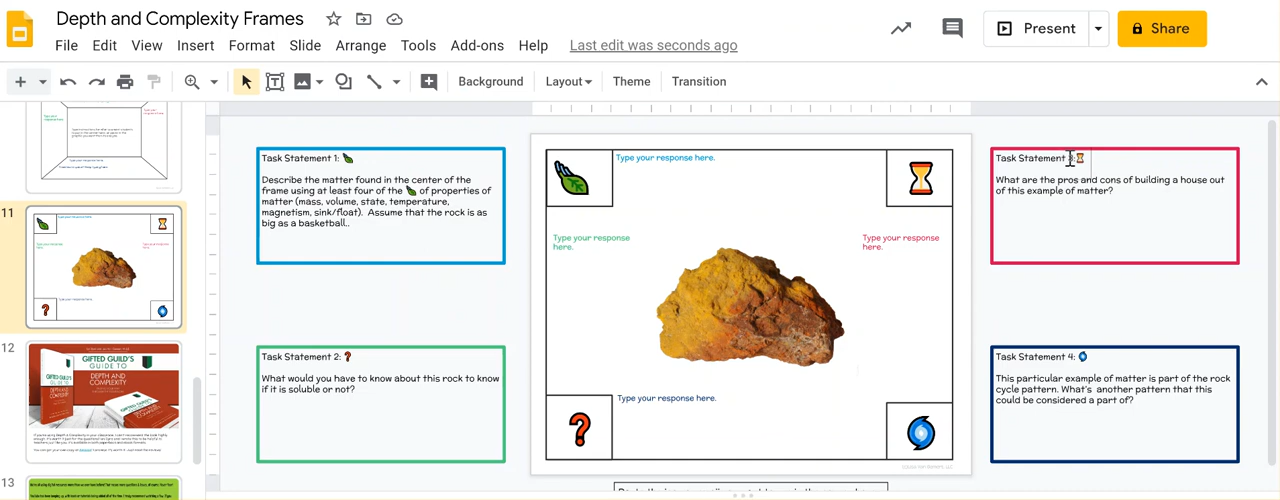 Depth and Complexity Frames
File Edit View Insert Format Slide Arrange Tools Add-ons Help Last edit was seconds ago
Present
Share
Background Layout Theme Transition
11
12
GIFTED GUILD'S
GUIDE TO
DEPTH AND
COMPLEXITY
13
Task Statement 1:
Describe the matter found in the center of the
frame using at least four of the of properties of
matter (mass, volume, state, temperature,
magnetism, sink/float). Assume that the rock is as
big as a basketball..
Task Statement 2:
What would you have to know about this rock to know
if it is soluble or not?
Type your response here.
Type your response
here.
Type your response
here.
Type your response here.
Task Statement
What are the pros and cons of building a house out
of this example of matter?
Task Statement 4:
This particular example of matter is part of the rock
cycle pattern. What's another pattern that this
could be considered a part of?